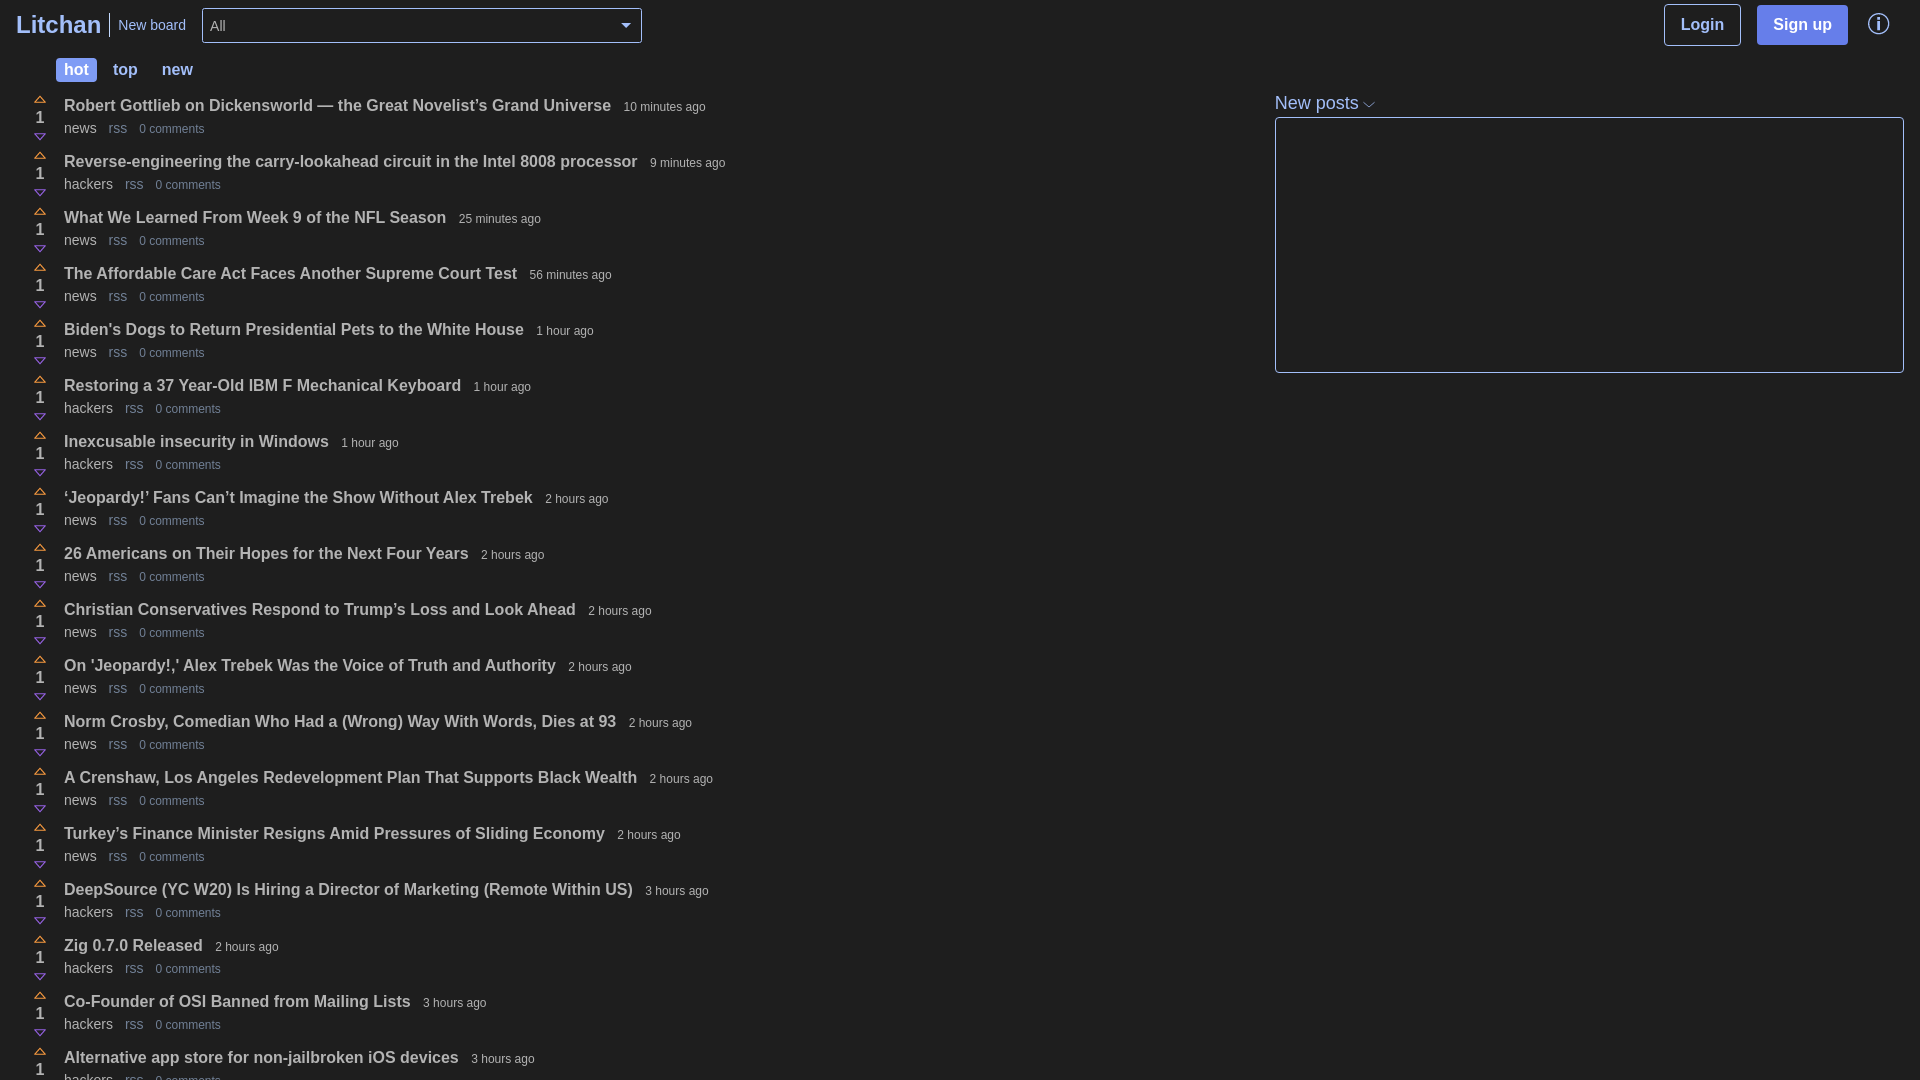 Litchan New board All Login Sign up
hot top new
Robert Gottlieb on Dickensworld — the Great Novelist’s Grand Universe 10 minutes ago
1
news rss 0 comments
Reverse-engineering the carry-lookahead circuit in the Intel 8008 processor 9 minutes ago
1
hackers rss 0 comments
What We Learned From Week 9 of the NFL Season 25 minutes ago
1
news rss 0 comments
The Affordable Care Act Faces Another Supreme Court Test 56 minutes ago
1
news rss 0 comments
Biden's Dogs to Return Presidential Pets to the White House 1 hour ago
1
news rss 0 comments
Restoring a 37 Year-Old IBM F Mechanical Keyboard 1 hour ago
1
hackers rss 0 comments
Inexcusable insecurity in Windows 1 hour ago
1
hackers rss 0 comments
‘Jeopardy!’ Fans Can’t Imagine the Show Without Alex Trebek 2 hours ago
1
news rss 0 comments
26 Americans on Their Hopes for the Next Four Years 2 hours ago
1
news rss 0 comments
Christian Conservatives Respond to Trump’s Loss and Look Ahead 2 hours ago
1
news rss 0 comments
On 'Jeopardy!,' Alex Trebek Was the Voice of Truth and Authority 2 hours ago
1
news rss 0 comments
Norm Crosby, Comedian Who Had a (Wrong) Way With Words, Dies at 93 2 hours ago
1
news rss 0 comments
A Crenshaw, Los Angeles Redevelopment Plan That Supports Black Wealth 2 hours ago
1
news rss 0 comments
Turkey’s Finance Minister Resigns Amid Pressures of Sliding Economy 2 hours ago
1
news rss 0 comments
DeepSource (YC W20) Is Hiring a Director of Marketing (Remote Within US) 3 hours ago
1
hackers rss 0 comments
Zig 0.7.0 Released 2 hours ago
1
hackers rss 0 comments
Co-Founder of OSI Banned from Mailing Lists 3 hours ago
1
hackers rss 0 comments
Alternative app store for non-jailbroken iOS devices 3 hours ago
1
hackers rss 0 comments
New posts